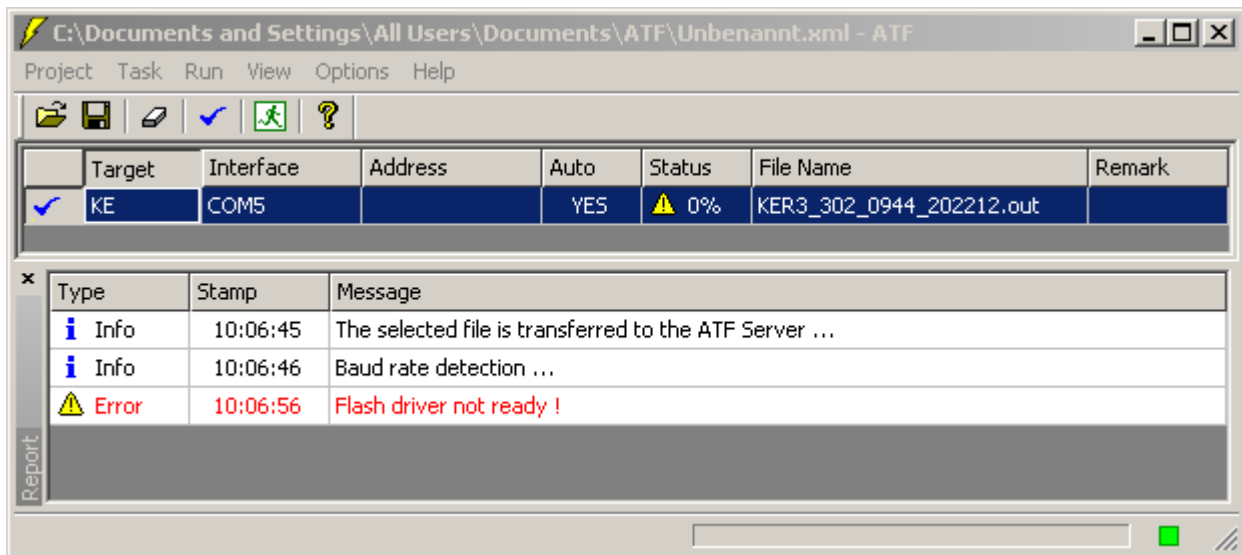 C:\Documents and Settings\All Users\Documents\ATF\Unbenannt.xml - ATF
Project Task Run View Options Help
Target Interface Address Auto Status File Name Remark
KE COM5 YES 0% KER3_302_0944_202212.out
Type Stamp Message
Info 10:06:45 The selected file is transferred to the ATF Server ...
Info 10:06:46 Baud rate detection ...
Error 10:06:56 Flash driver not ready !
Report